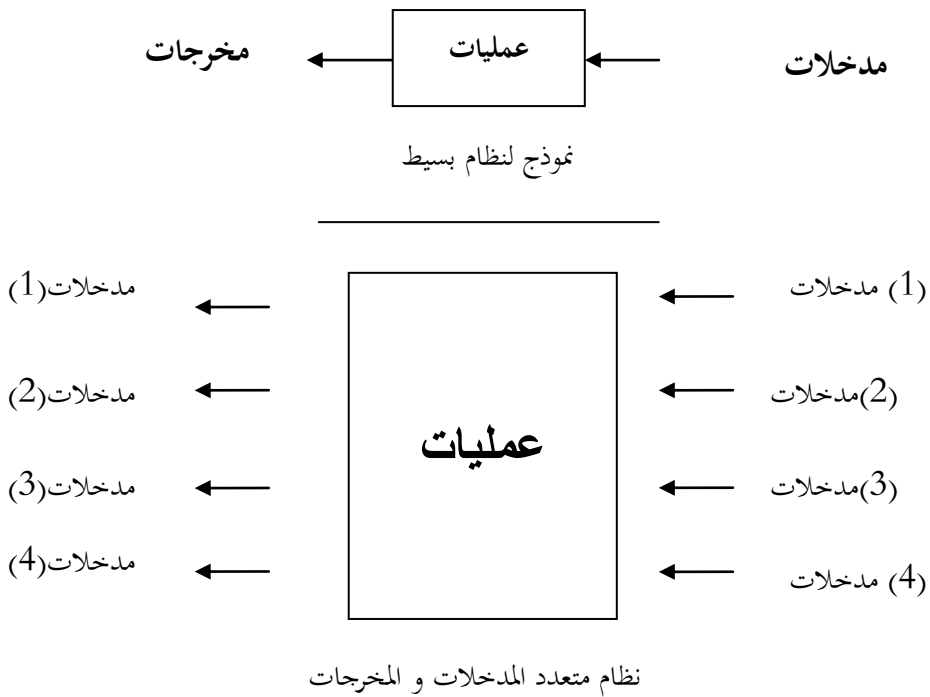 مدخلات عمليات مخرجات
نموذج لنظام بسيط
(1) مدخلات مدخلات(1)
(2)مدخلات مدخلات(2)
عمليات
(3)مدخلات مدخلات(3)
(4) مدخلات مدخلات(4)
نظام متعدد المدخلات و المخرجات